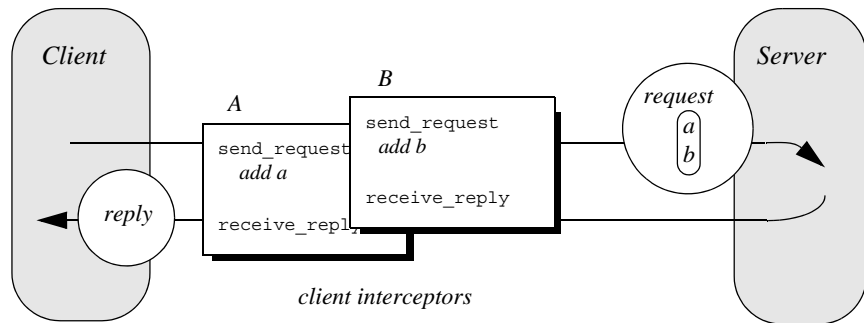 Client
Server
A
B
send_request
add a
receive_reply
send_request
add b
receive_reply
request
a
b
reply
client interceptors